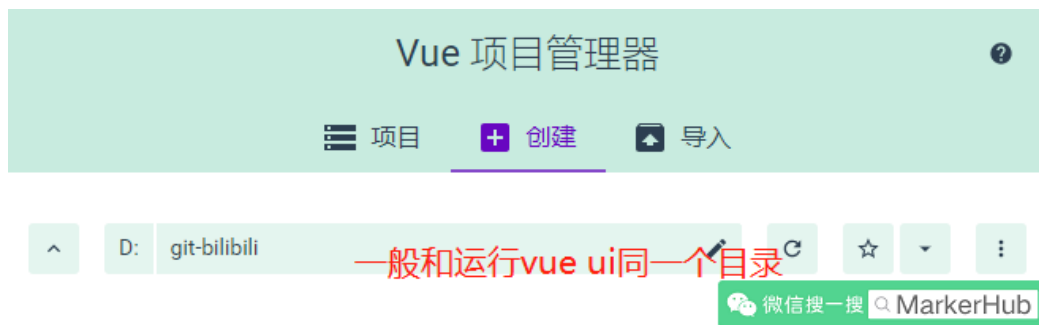 Vue 项目管理器
项目 创建 导入
D: git-bilibili
一般和运行vue ui同一个目录
微信搜一搜 MarkerHub